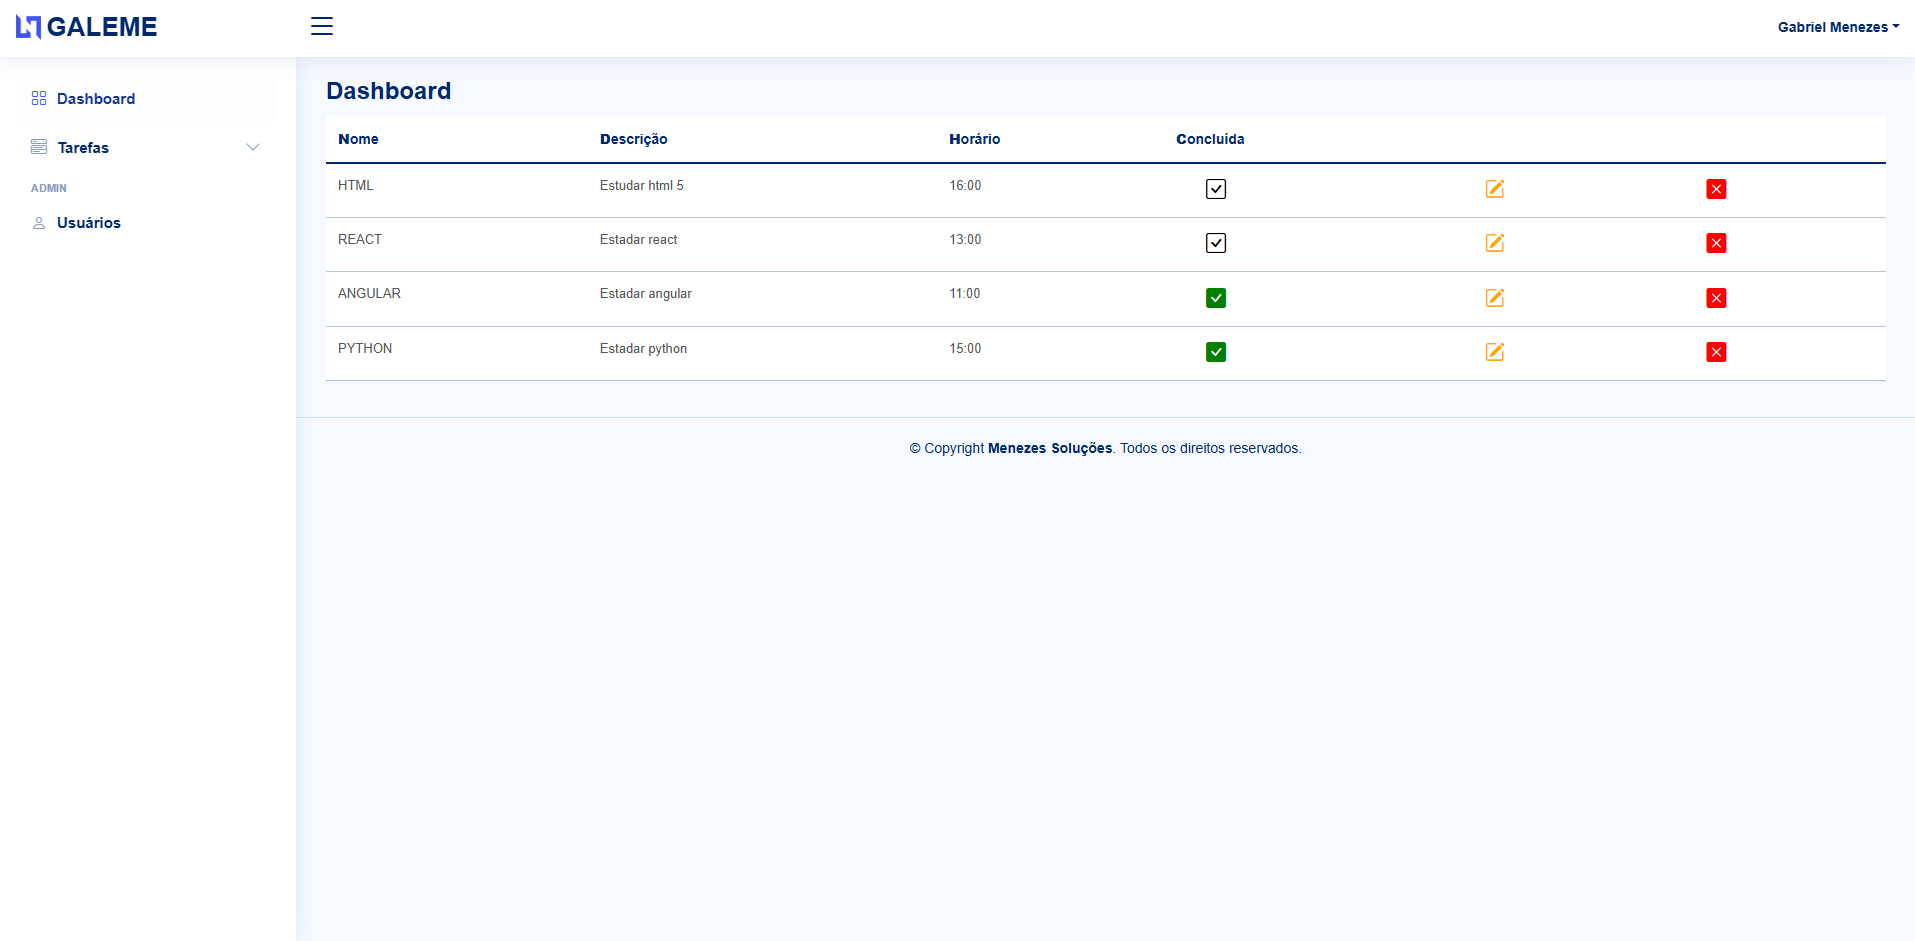 GALEME
Gabriel Menezes
Dashboard
Tarefas
ADMIN
Usuários
Dashboard
Nome Descrição Horário Concluída
HTML Estudar html 5 16:00
REACT Estadar react 13:00
ANGULAR Estadar angular 11:00
PYTHON Estadar python 15:00
© Copyright Menezes Soluções. Todos os direitos reservados.